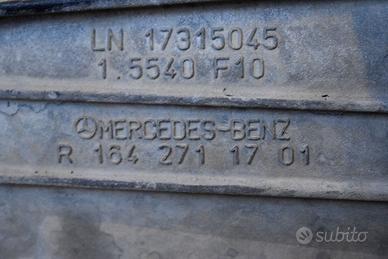 LN 17315045
1.5540 F10
MERCEDES-BENZ
R 164 271 17 01
subito